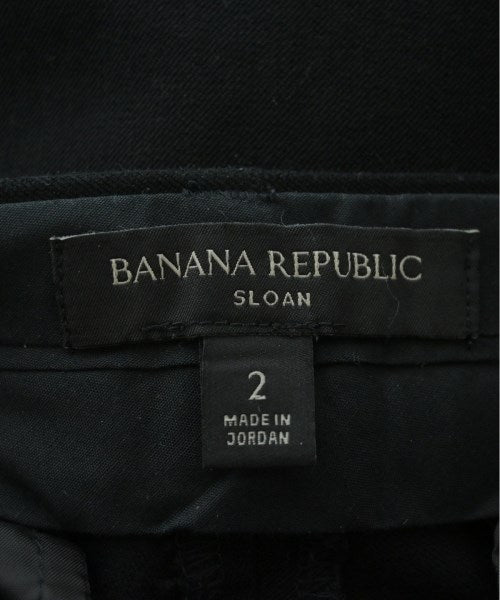 BANANA REPUBLIC
SLOAN
2
MADE IN
JORDAN